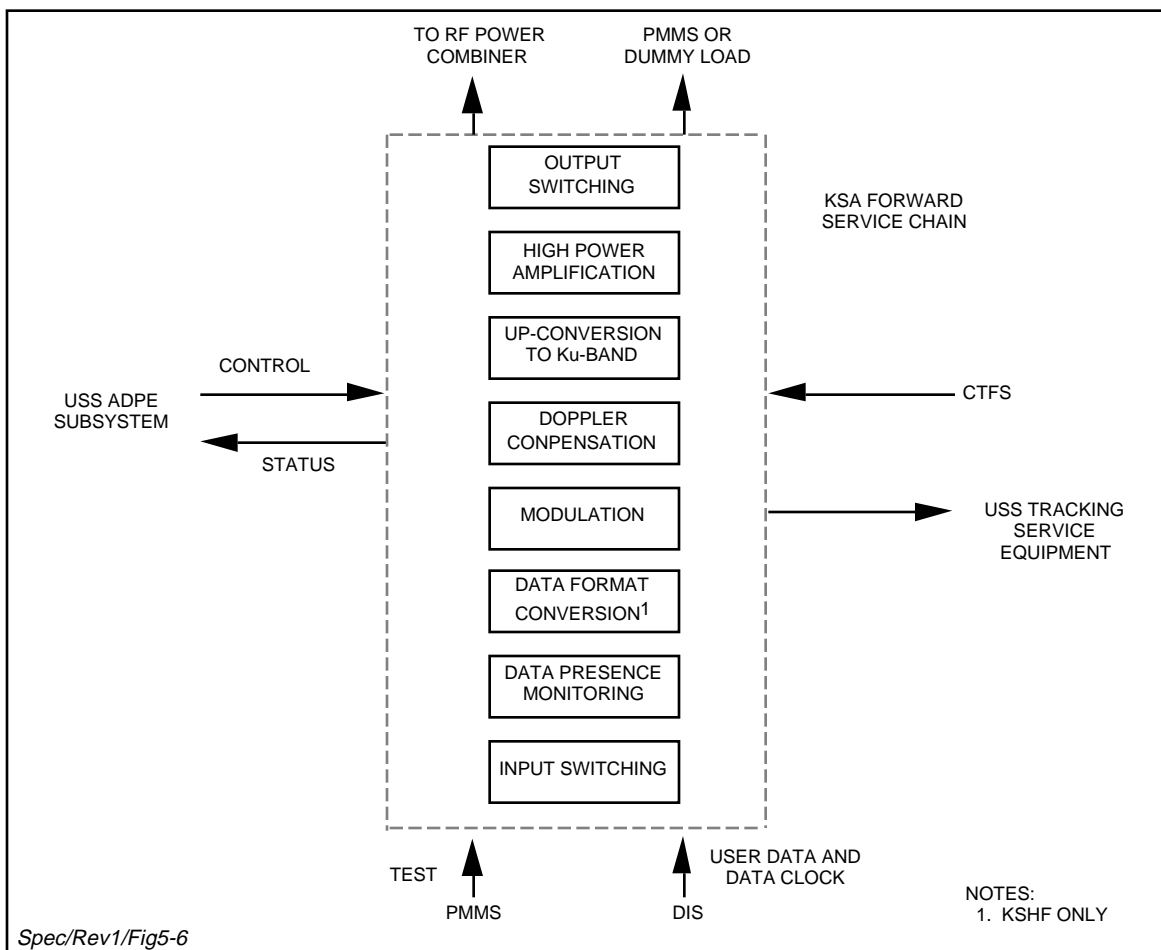 TO RF POWER
COMBINER
PMMS OR
DUMMY LOAD
OUTPUT
SWITCHING
KSA FORWARD
SERVICE CHAIN
HIGH POWER
AMPLIFICATION
UP-CONVERSION
TO Ku-BAND
CONTROL
USS ADPE
SUBSYSTEM
STATUS
CTFS
DOPPLER
CONPENSATION
MODULATION
USS TRACKING
SERVICE
EQUIPMENT
DATA FORMAT
CONVERSION1
DATA PRESENCE
MONITORING
INPUT SWITCHING
TEST
PMMS
USER DATA AND
DATA CLOCK
DIS
NOTES:
1. KSHF ONLY
Spec/Rev1/Fig5-6